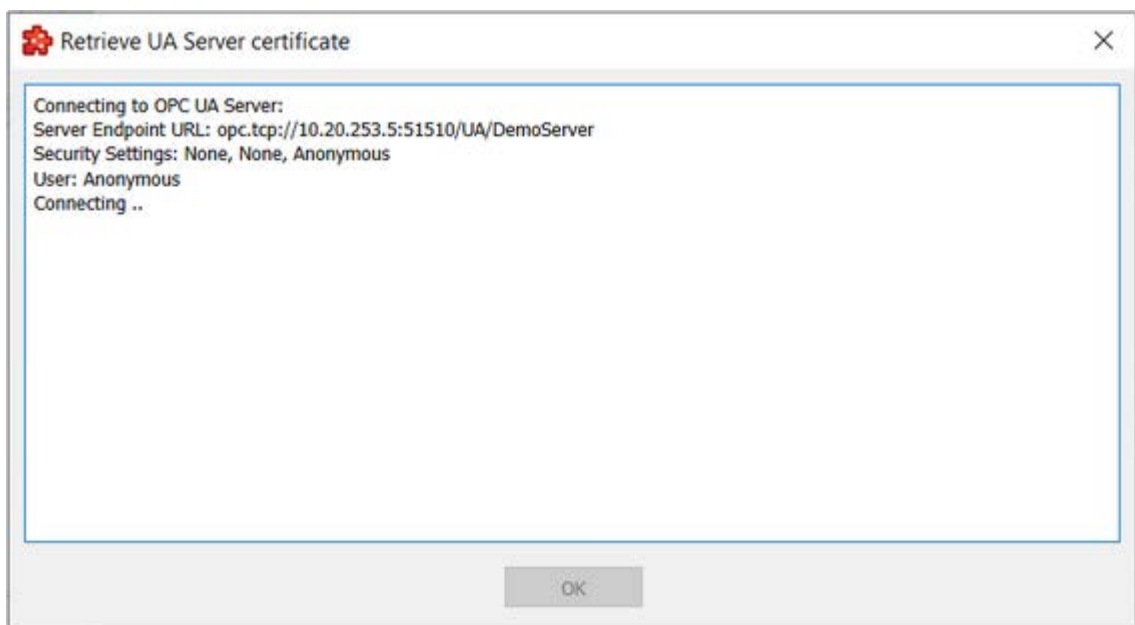 Retrieve UA Server certificate
Connecting to OPC UA Server:
Server Endpoint URL: opc.tcp://10.20.253.5:51510/UA/DemoServer
Security Settings: None, None, Anonymous
User: Anonymous
Connecting ..
OK